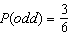 P(odd) = 3/6